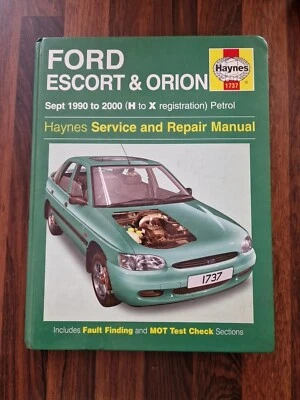 FORD
ESCORT & ORION
Haynes
1737
Sept 1990 to 2000 (H to X registration) Petrol
Haynes Service and Repair Manual
1737
Includes Fault Finding and MOT Test Check Sections